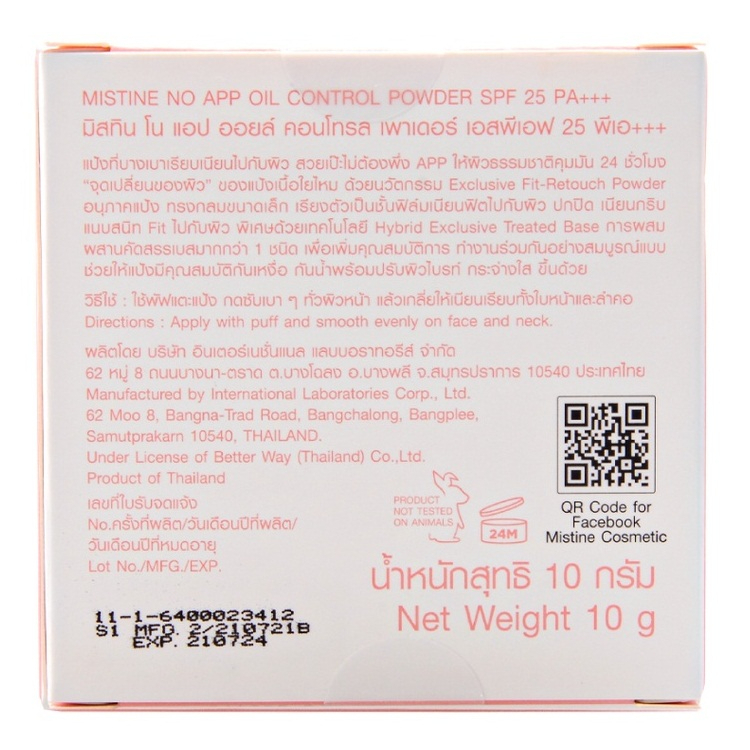 MISTINE NO APP OIL CONTROL POWDER SPF 25 PA+++
มิสทิน โน แอป ออยล์ คอนโทรล เพาเดอร์ เอสพีเอฟ 25 พีเอ+++
แป้งที่บางเบาเรียบเนียนไปกับผิว สวยเป๊ะไม่ต้องพึ่ง APP ให้ผิวธรรมชาติคุมมัน 24 ชั่วโมง
"จุดเปลี่ยนของผิว" ของแป้งเนื้อใยไหม ด้วยนวัตกรรม Exclusive Fit-Retouch Powder
อนุภาคแป้ง ทรงกลมขนาดเล็ก เรียงตัวเป็นชั้นฟิล์มเนียนฟิตไปกับผิว ปกปิด เนียนกริบ
แนบสนิท Fit ไปกับผิว พิเศษด้วยเทคโนโลยี Hybrid Exclusive Treated Base การผสม
ผสานคัดสรรเบสมากกว่า 1 ชนิด เพื่อเพิ่มคุณสมบัติการ ทำงานร่วมกันอย่างสมบูรณ์แบบ
ช่วยให้แป้งมีคุณสมบัติกันเหงื่อ กันน้ำพร้อมปรับผิวไบรท์ กระจ่างใส ขึ้นด้วย
วิธีใช้ : ใช้พัฟแตะแป้ง กดซับเบา ๆ ทั่วผิวหน้า แล้วเกลี่ยให้เนียนเรียบทั้งใบหน้าและลำคอ
Directions : Apply with puff and smooth evenly on face and neck.
ผลิตโดย บริษัท อินเตอร์เนชั่นแนล แลบบอราทอรีส์ จำกัด
62 หมู่ 8 ถนนบางนา-ตราด ต.บางโฉลง อ.บางพลี จ.สมุทรปราการ 10540 ประเทศไทย
Manufactured by International Laboratories Corp., Ltd.
62 Moo 8, Bangna-Trad Road, Bangchalong, Bangplee,
Samutprakarn 10540, THAILAND.
Under License of Better Way (Thailand) Co.,Ltd.
Product of Thailand
เลขที่ใบรับจดแจ้ง
No.ครั้งที่ผลิต/วันเดือนปีที่ผลิต/
วันเดือนปีที่หมดอายุ
Lot No./MFG./EXP.
PRODUCT
NOT TESTED
ON ANIMALS
24M
QR Code for
Facebook
Mistine Cosmetic
น้ำหนักสุทธิ 10 กรัม
Net Weight 10 g
11-1-6400023412
S1 MFG. 2/210721B
EXP. 210724